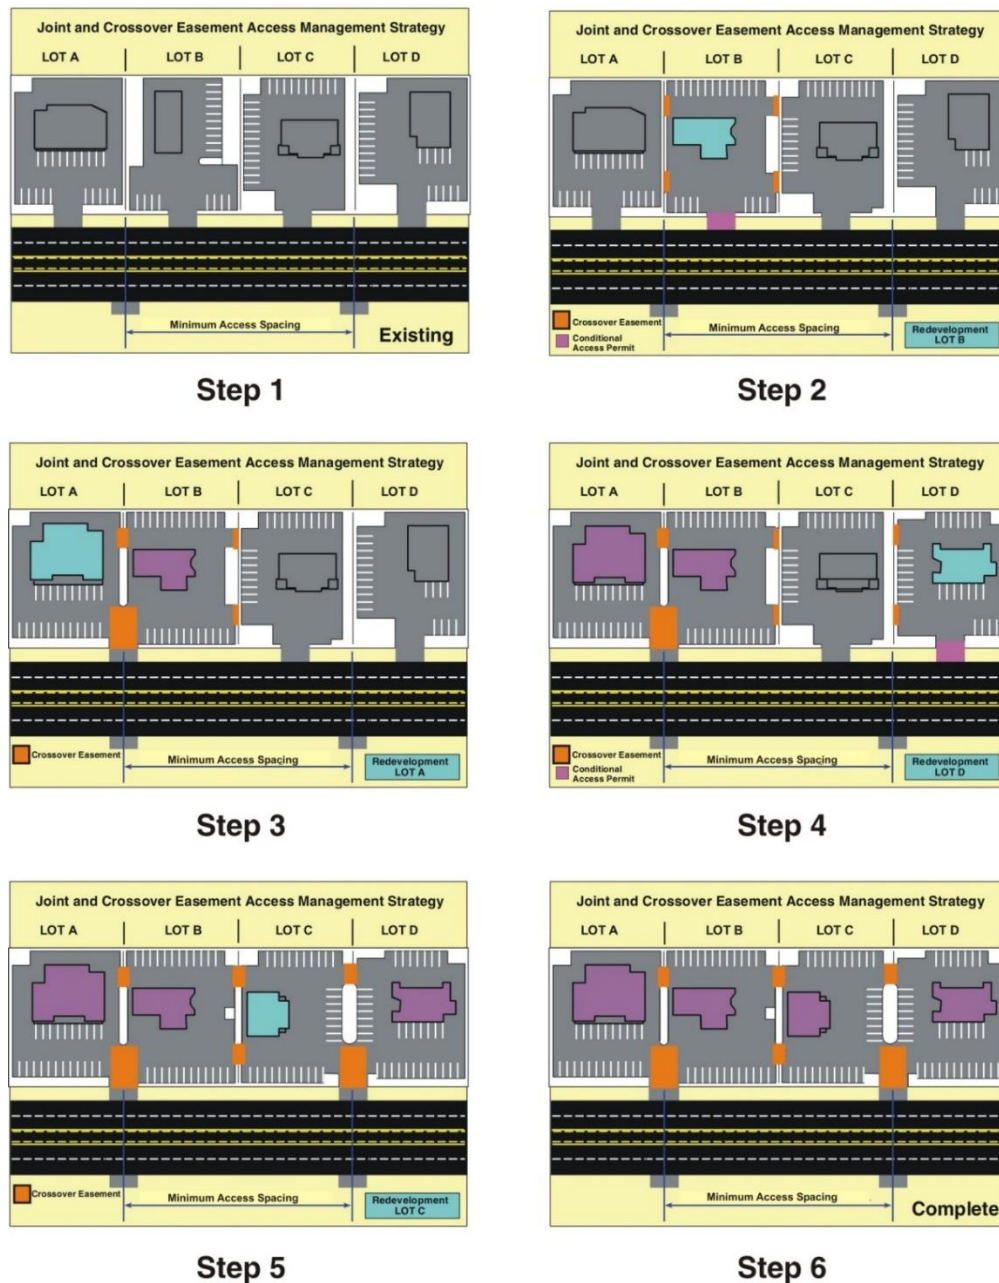 Joint and Crossover Easement Access Management Strategy
LOT A LOT B LOT C LOT D
Minimum Access Spacing
Existing
Step 1
Joint and Crossover Easement Access Management Strategy
LOT A LOT B LOT C LOT D
Crossover Easement
Conditional
Access Permit
Minimum Access Spacing
Redevelopment
LOT B
Step 2
Joint and Crossover Easement Access Management Strategy
LOT A LOT B LOT C LOT D
Crossover Easement
Minimum Access Spacing
Redevelopment
LOT A
Step 3
Joint and Crossover Easement Access Management Strategy
LOT A LOT B LOT C LOT D
Crossover Easement
Conditional
Access Permit
Minimum Access Spacing
Redevelopment
LOT D
Step 4
Joint and Crossover Easement Access Management Strategy
LOT A LOT B LOT C LOT D
Crossover Easement
Minimum Access Spacing
Redevelopment
LOT C
Step 5
Joint and Crossover Easement Access Management Strategy
LOT A LOT B LOT C LOT D
Minimum Access Spacing
Complete
Step 6